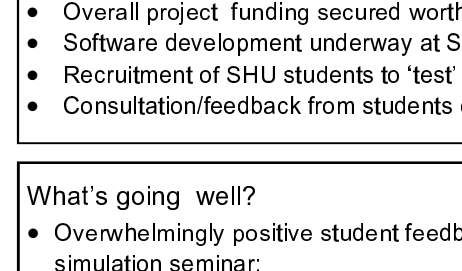 • Overall project funding secured worth
• Software development underway at S
• Recruitment of SHU students to ‘test’
• Consultation/feedback from students
What’s going well?
• Overwhelmingly positive student feedb
simulation seminar: